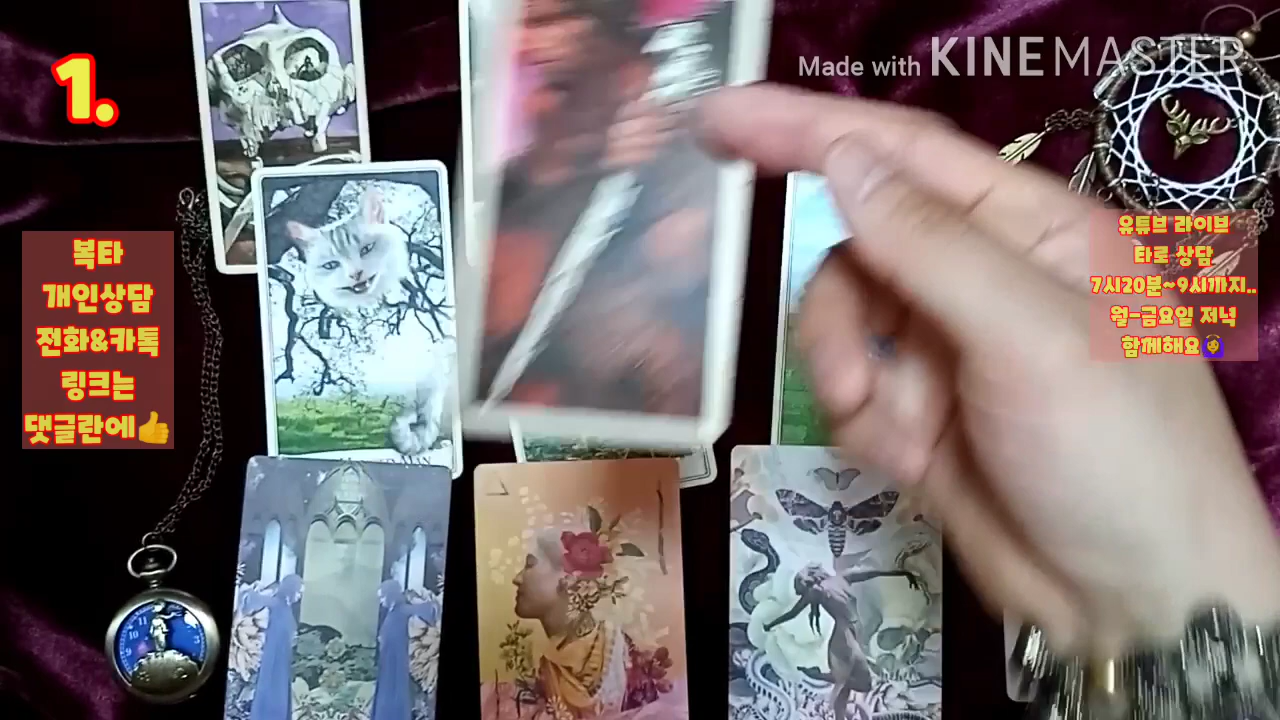 1.
Made with KINEMASTER
복타
개인상담
전화&카톡
링크는
댓글란에👍
유튜브 라이브
타로 상담
7시20분~9시까지..
월-금요일 저녁
함께해요🙆‍♀️